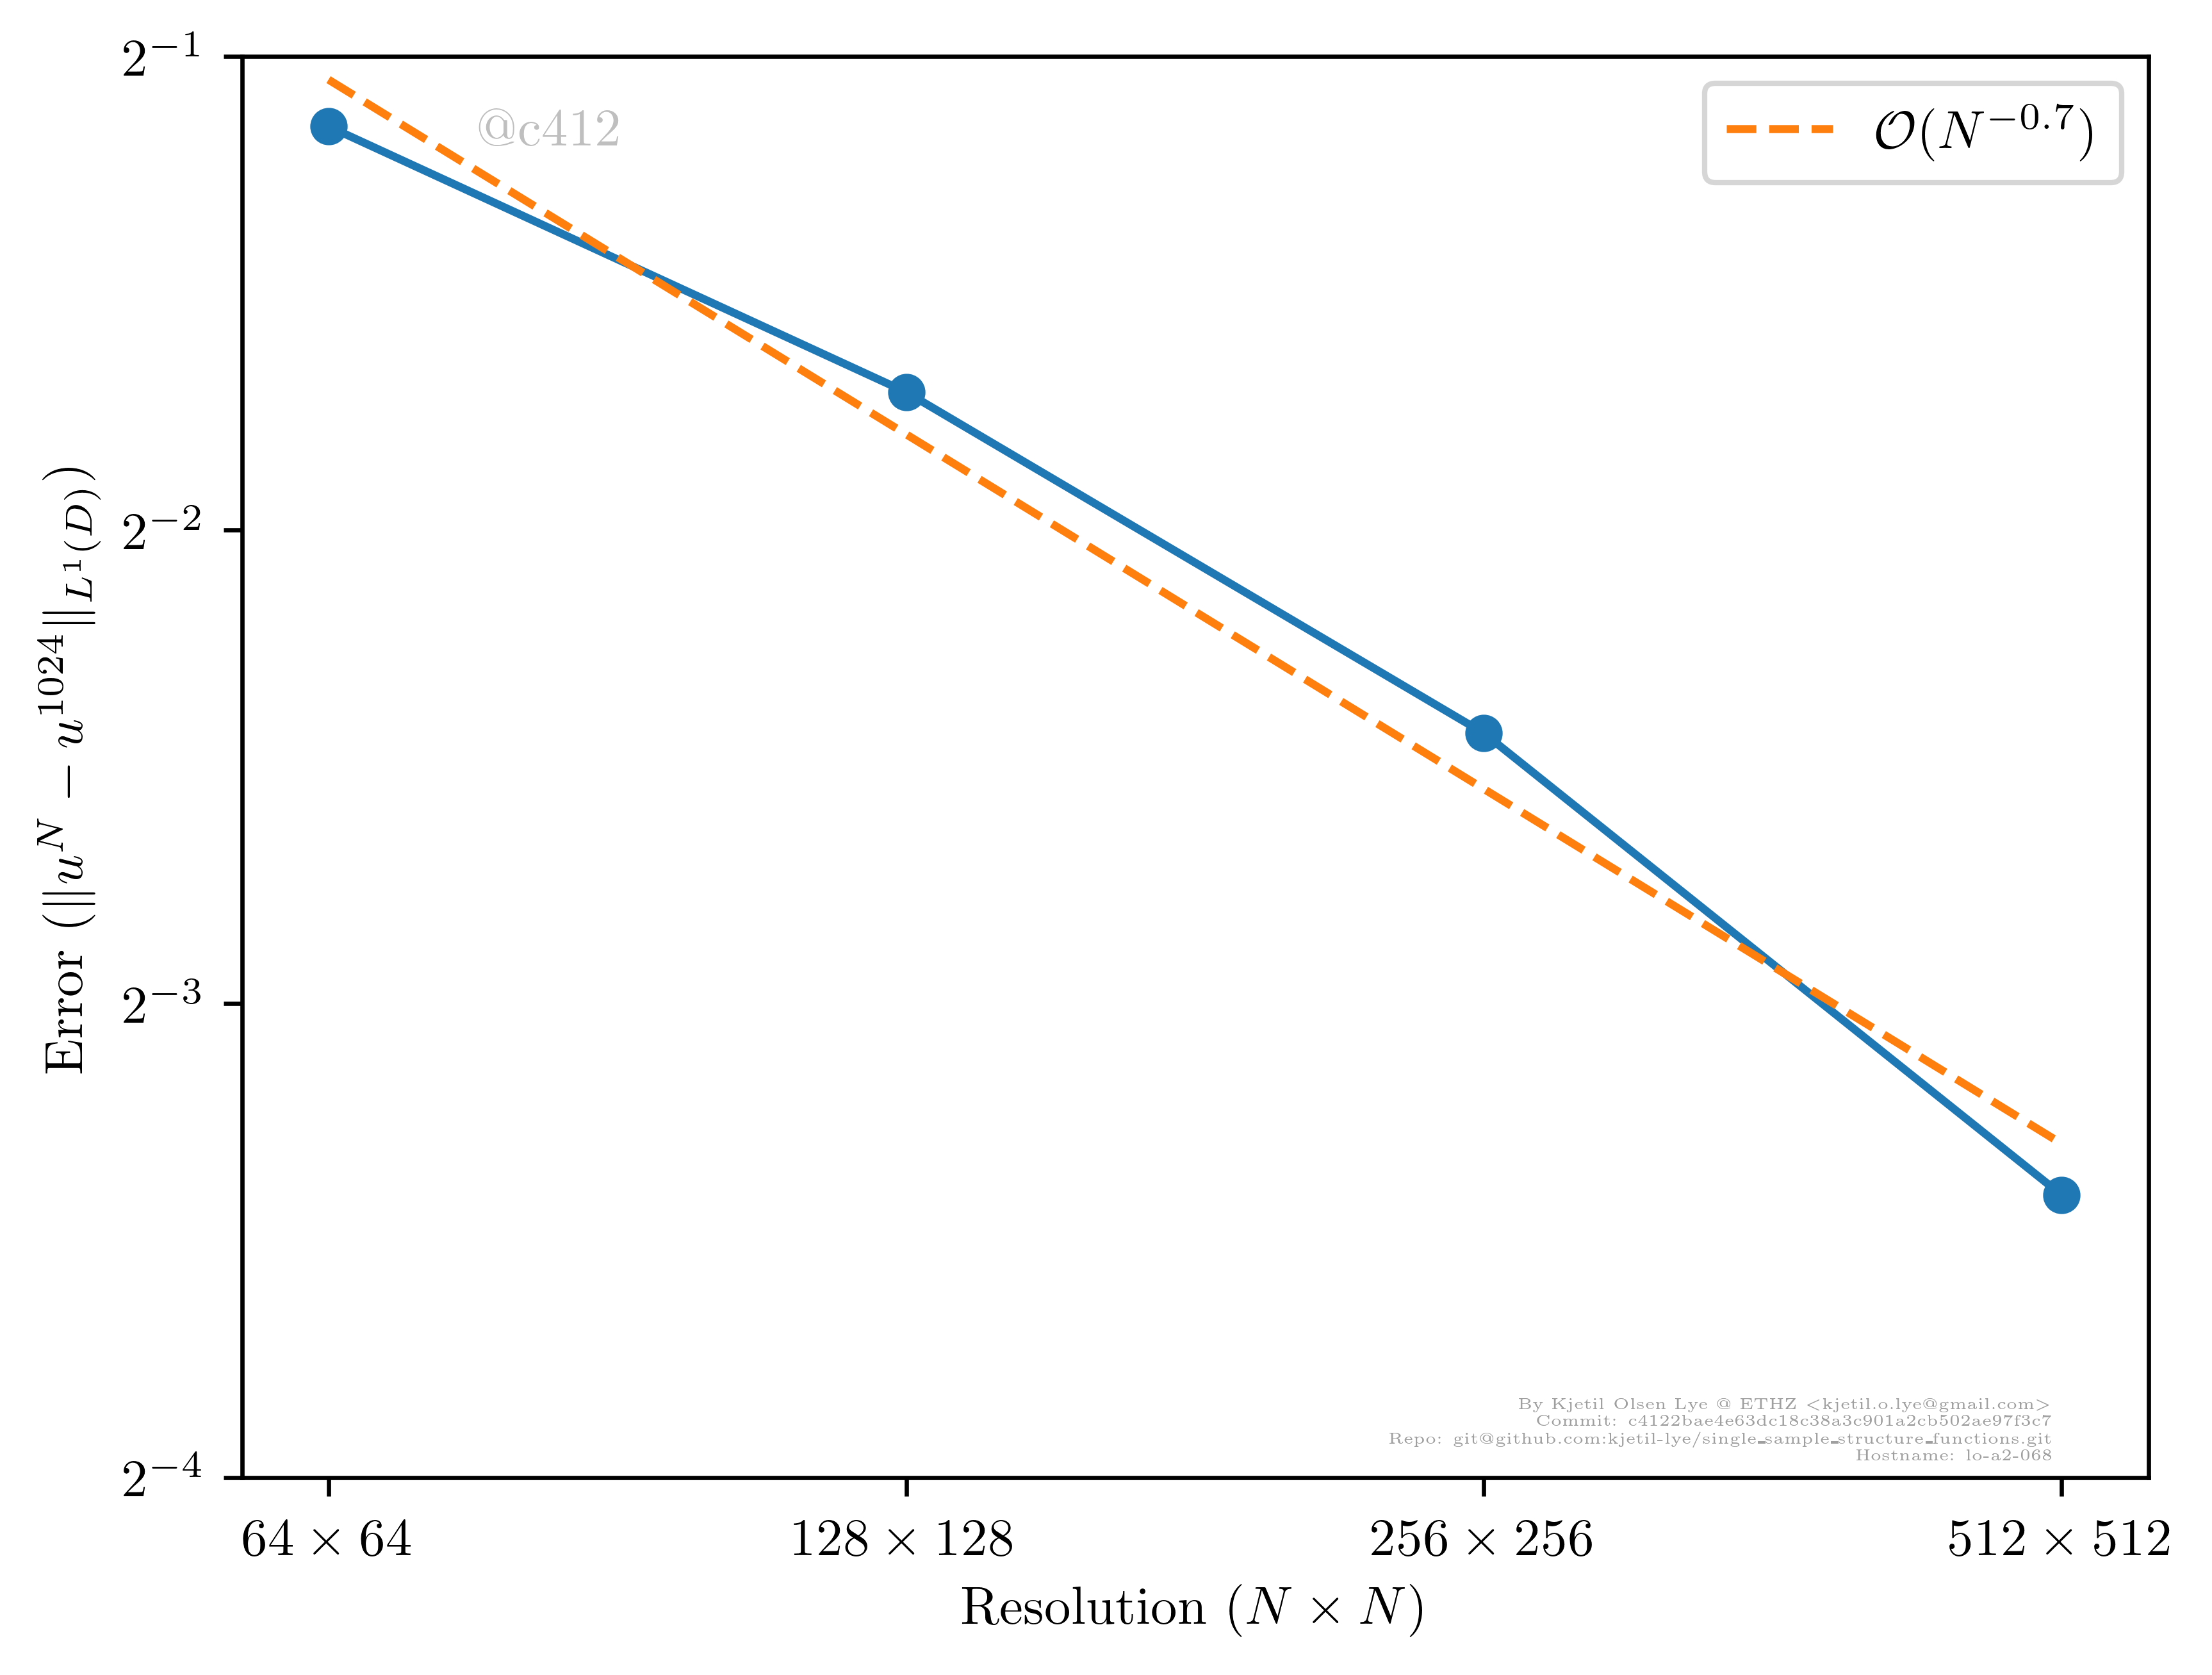 2^{-1}
@c412
O(N^{-0.7})
2^{-2}
Error (||u^N − u^{1024}||_{L^1(D)})
2^{-3}
2^{-4}
By Kjetil Olsen Lye @ ETHZ <kjetil.o.lye@gmail.com>
Commit: c4122bae4e63dc18c38a3c901a2cb502ae97f3c7
Repo: git@github.com:kjetil-lye/single_sample_structure_functions.git
Hostname: lo-a2-068
64 × 64 128 × 128 256 × 256 512 × 512
Resolution (N × N)